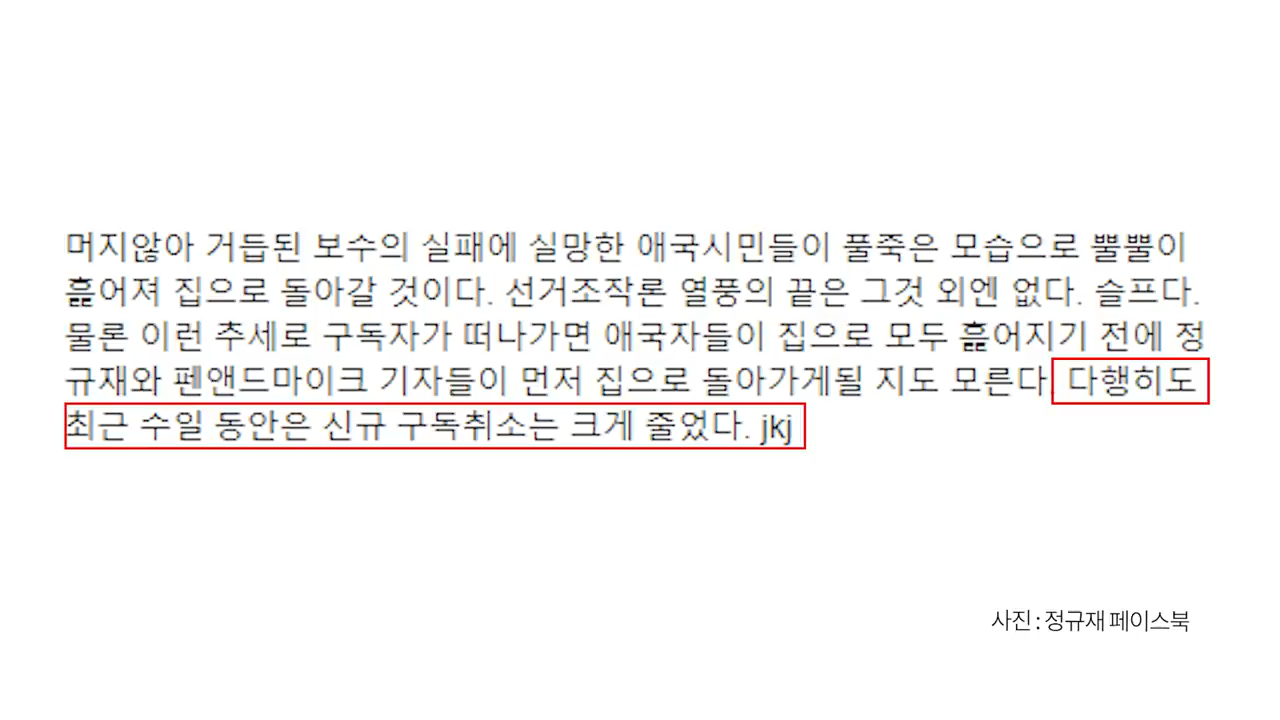 머지않아 거듭된 보수의 실패에 실망한 애국시민들이 풀죽은 모습으로 뿔뿔이
흝어져 집으로 돌아갈 것이다. 선거조작론 열풍의 끝은 그것 외엔 없다. 슬프다.
물론 이런 추세로 구독자가 떠나가면 애국자들이 집으로 모두 흝어지기 전에 정
규재와 펜앤드마이크 기자들이 먼저 집으로 돌아가게될 지도 모른다. 다행히도
최근 수일 동안은 신규 구독취소는 크게 줄었다. jkj
사진 : 정규재 페이스북